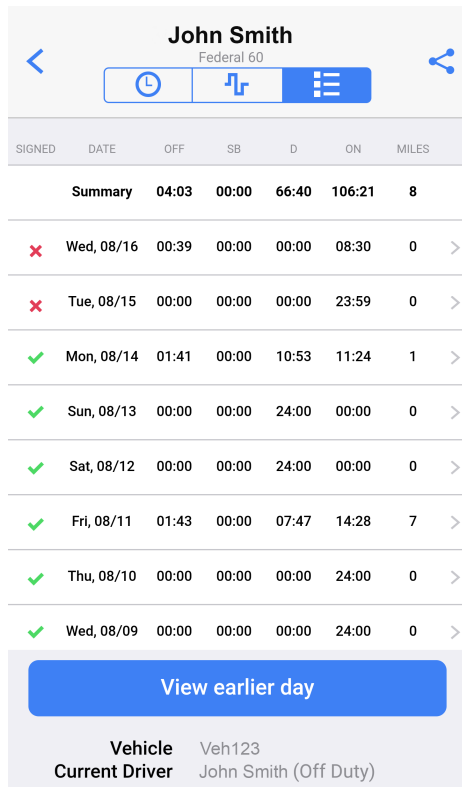 John Smith
Federal 60
SIGNED DATE OFF SB D ON MILES
Summary 04:03 00:00 66:40 106:21 8
Wed, 08/16 00:39 00:00 00:00 08:30 0
Tue, 08/15 00:00 00:00 00:00 23:59 0
Mon, 08/14 01:41 00:00 10:53 11:24 1
Sun, 08/13 00:00 00:00 24:00 00:00 0
Sat, 08/12 00:00 00:00 24:00 00:00 0
Fri, 08/11 01:43 00:00 07:47 14:28 7
Thu, 08/10 00:00 00:00 00:00 24:00 0
Wed, 08/09 00:00 00:00 00:00 24:00 0
View earlier day
Vehicle Veh123
Current Driver John Smith (Off Duty)